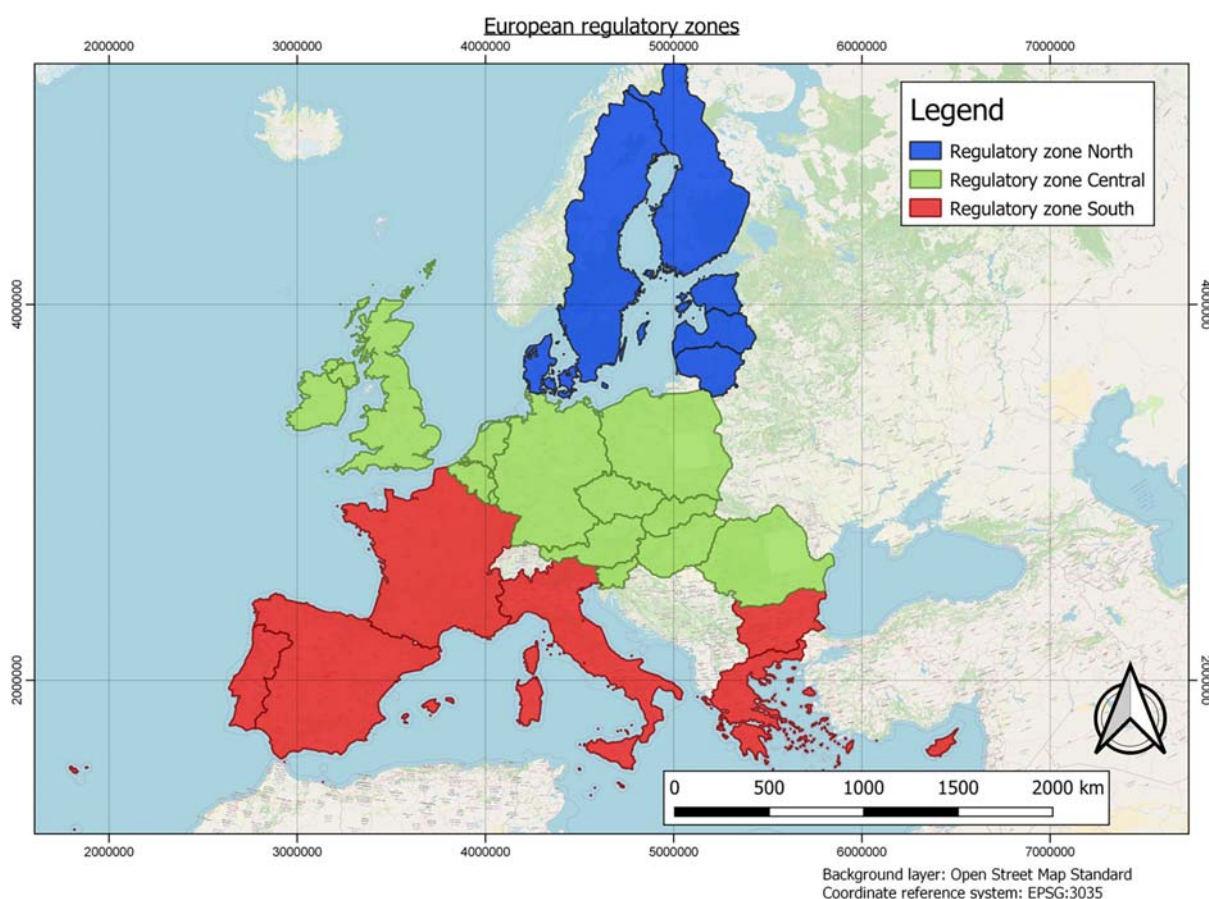 European regulatory zones
2000000 3000000 4000000 5000000 6000000 7000000
Legend
Regulatory zone North
Regulatory zone Central
Regulatory zone South
4000000 4000000
2000000 2000000
0 500 1000 1500 2000 km
2000000 3000000 4000000 5000000 6000000 7000000
Background layer: Open Street Map Standard
Coordinate reference system: EPSG:3035